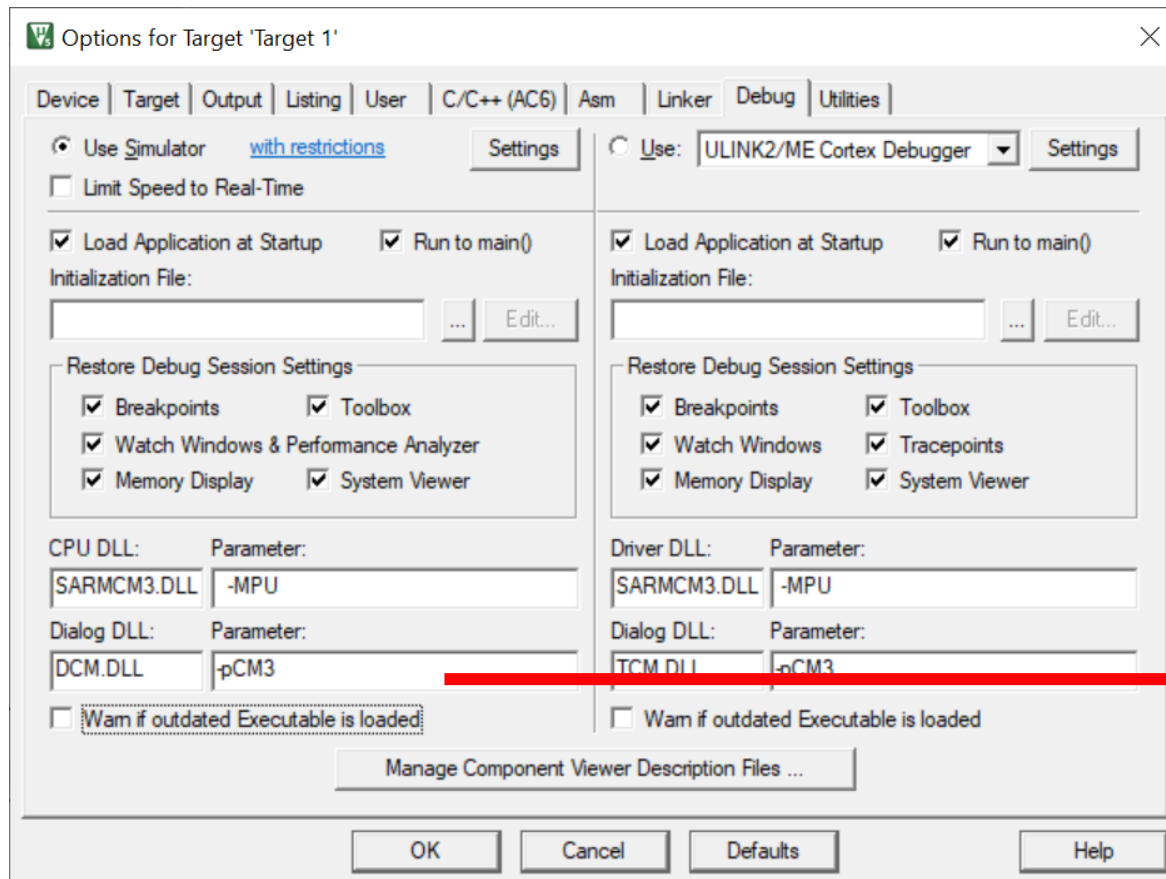 Options for Target 'Target 1'
Device Target Output Listing User C/C++ (AC6) Asm Linker Debug Utilities
Use Simulator with restrictions Settings
Limit Speed to Real-Time
Use: ULINK2/ME Cortex Debugger Settings
Load Application at Startup Run to main()
Initialization File:
... Edit...
Restore Debug Session Settings
Breakpoints Toolbox
Watch Windows & Performance Analyzer
Memory Display System Viewer
CPU DLL: Parameter:
SARMCM3.DLL -MPU
Dialog DLL: Parameter:
DCM.DLL -pCM3
Warn if outdated Executable is loaded
Load Application at Startup Run to main()
Initialization File:
... Edit...
Restore Debug Session Settings
Breakpoints Toolbox
Watch Windows Tracepoints
Memory Display System Viewer
Driver DLL: Parameter:
SARMCM3.DLL -MPU
Dialog DLL: Parameter:
TCM.DLL -pCM3
Warn if outdated Executable is loaded
Manage Component Viewer Description Files ...
OK Cancel Defaults Help